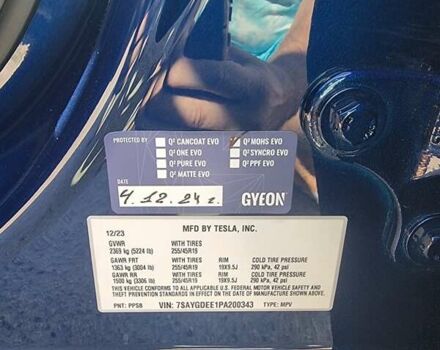 PROTECTED BY:
Q² CANCOAT EVO Q² MOHS EVO
Q² ONE EVO Q² SYNCRO EVO
Q² PURE EVO Q² PPF EVO
Q² MATTE EVO
DATE
4. 12. 24 г. GYEON
MFD BY TESLA, INC.
12/23
GVWR WITH TIRES
2369 kg (5224 lb) 255/45R19
GAWR FRT WITH TIRES RIM COLD TIRE PRESSURE
1363 kg (3004 lb) 255/45R19 19X9.5J 290 kPa, 42 psi
GAWR RR WITH TIRES RIM COLD TIRE PRESSURE
1500 kg (3306 lb) 255/45R19 19X9.5J 290 kPa, 42 psi
THIS VEHICLE CONFORMS TO ALL APPLICABLE FEDERAL MOTOR VEHICLE SAFETY AND
THEFT PREVENTION STANDARDS IN EFFECT ON THE DATE OF MANUFACTURE SHOWN ABOVE.
PNT: PPSB VIN: 7SAYGDEE1PA200343 TYPE: MPV